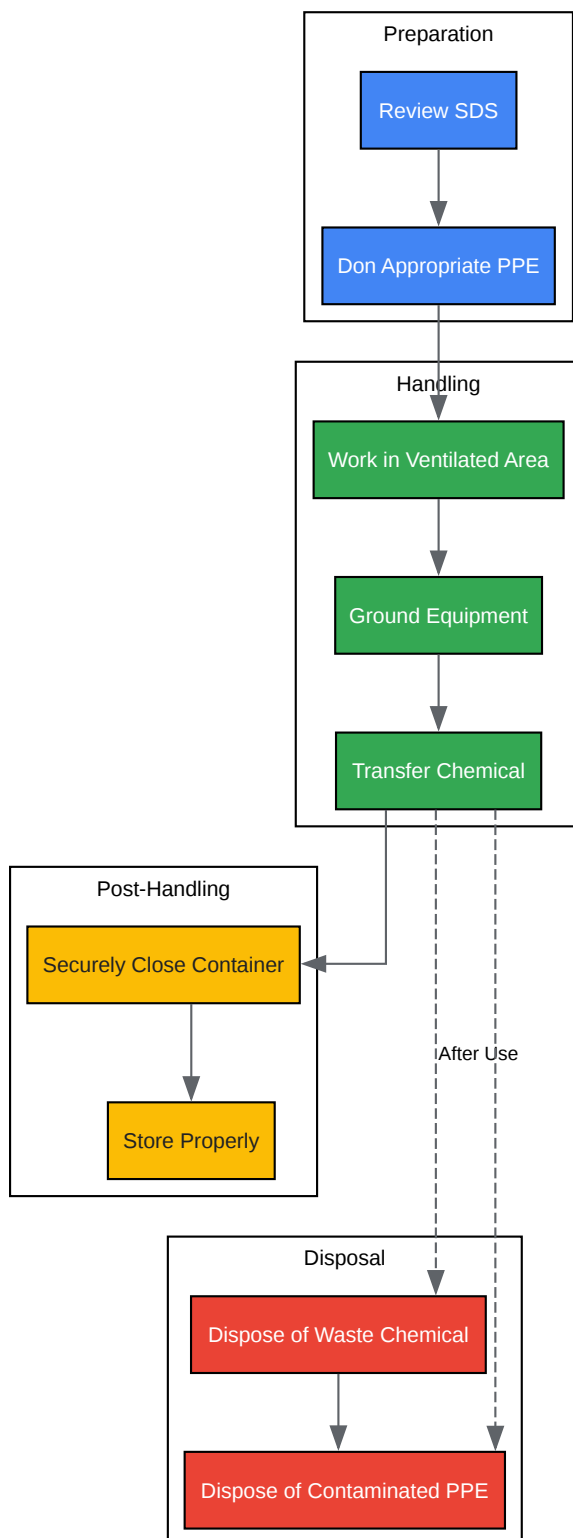 Preparation
Review SDS
Don Appropriate PPE
Handling
Work in Ventilated Area
Ground Equipment
Transfer Chemical
Post-Handling
Securely Close Container
After Use
Store Properly
Disposal
Dispose of Waste Chemical
Dispose of Contaminated PPE